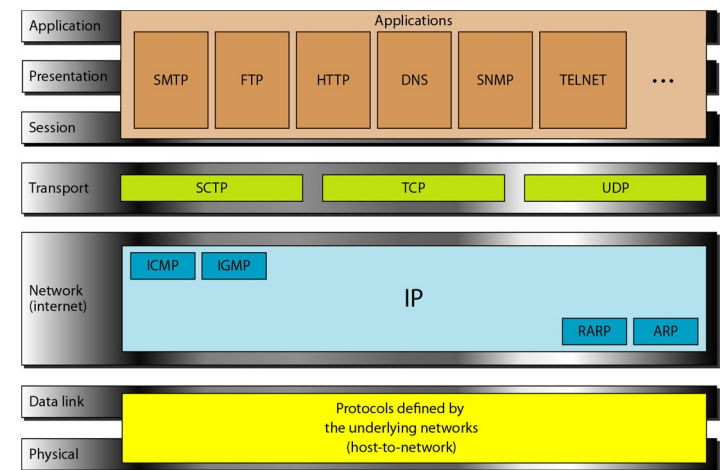 Application
Applications
Presentation
SMTP FTP HTTP DNS SNMP TELNET ...
Session
Transport
SCTP TCP UDP
ICMP IGMP
Network
(internet)
IP
RARP ARP
Data link
Protocols defined by
the underlying networks
(host-to-network)
Physical